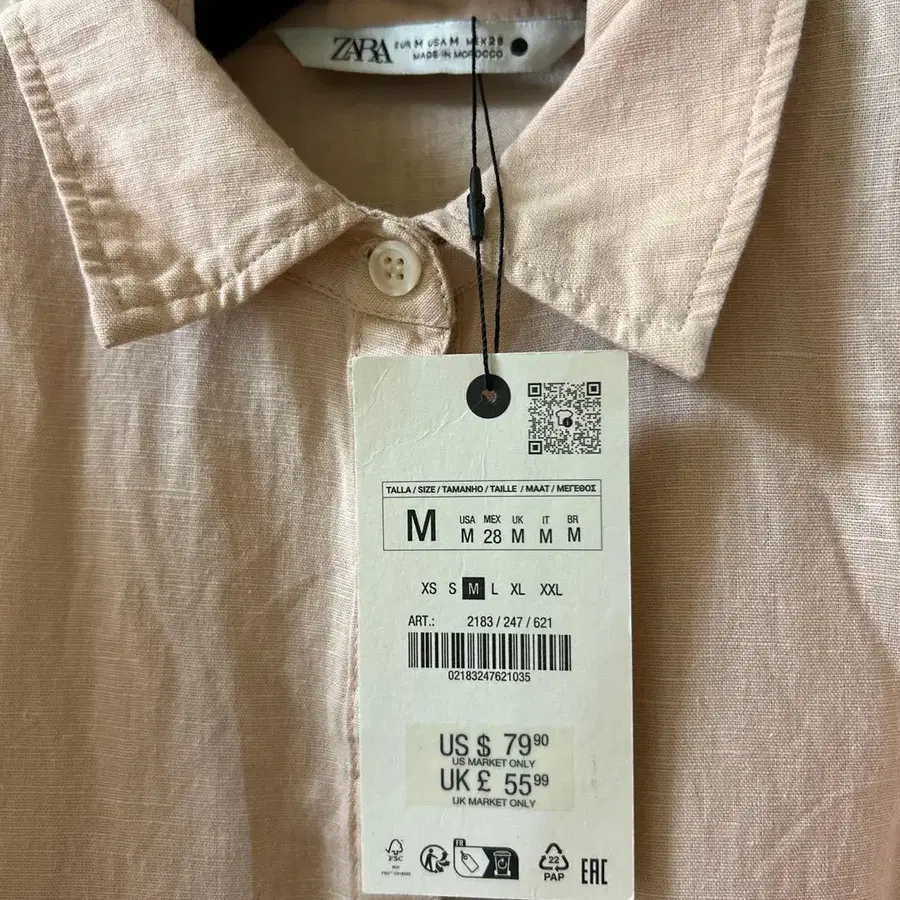 ZARA EUR M USA M MEX 28
MADE IN MOROCCO
TALLA / SIZE / TAMANHO / TAILLE / MAAT / ΜΕΓΕΘΟΣ
M
USA MEX UK IT BR
M 28 M M M
XS S M L XL XXL
ART.: 2183 / 247 / 621
02183247621035
US $ 79 90
US MARKET ONLY
UK £ 55 99
UK MARKET ONLY
FR
FSC
22
PAP
EAC